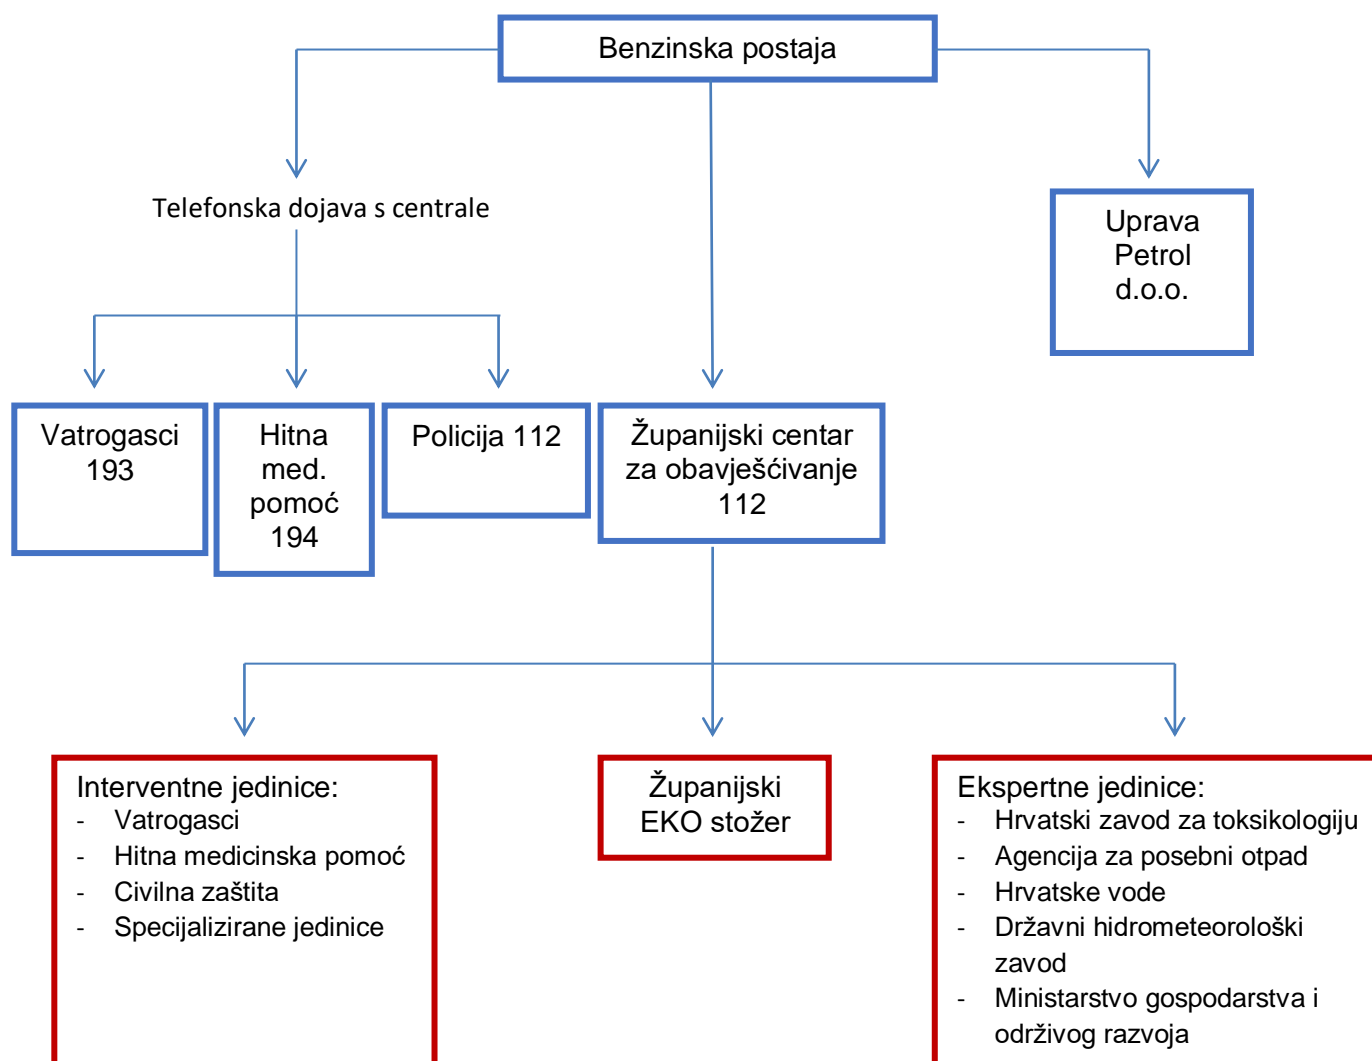 Benzinska postaja
Telefonska dojava s centrale
Uprava
Petrol
d.o.o.
Vatrogasci
193
Hitna
med.
pomoć
194
Policija 112
Županijski centar
za obavješćivanje
112
Interventne jedinice:
- Vatrogasci
- Hitna medicinska pomoć
- Civilna zaštita
- Specijalizirane jedinice
Županijski
EKO stožer
Ekspertne jedinice:
- Hrvatski zavod za toksikologiju
- Agencija za posebni otpad
- Hrvatske vode
- Državni hidrometeorološki
zavod
- Ministarstvo gospodarstva i
održivog razvoja